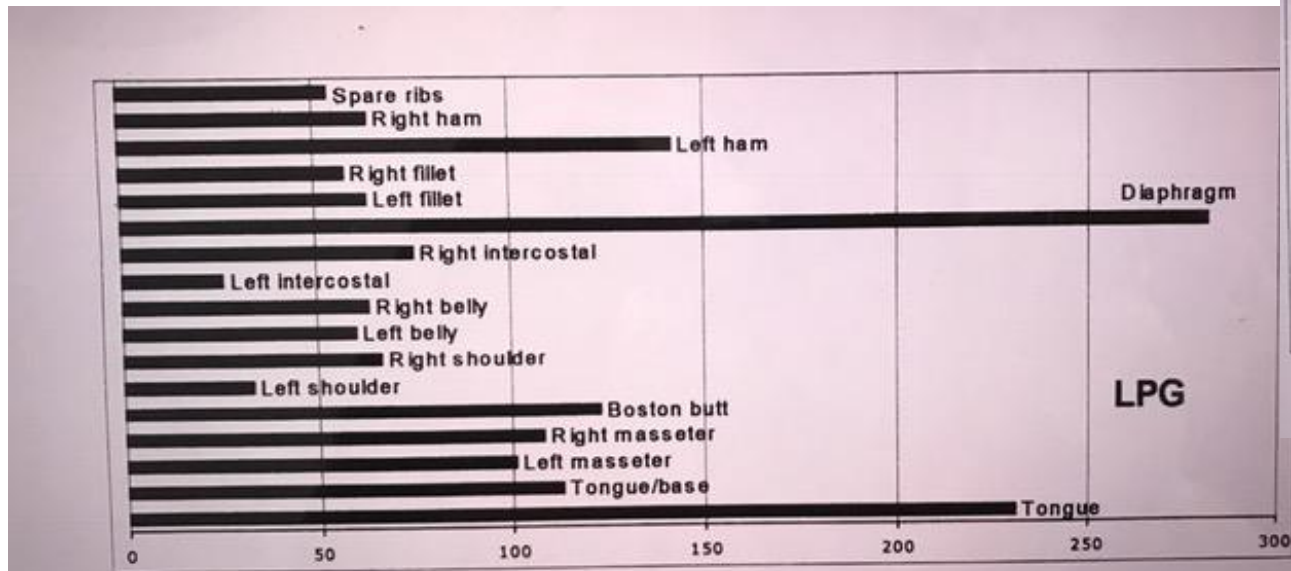 Spare ribs
Right ham
Left ham
Right fillet
Diaphragm
Left fillet
Right intercostal
Left intercostal
Right belly
Left belly
Right shoulder
Left shoulder
LPG
Boston butt
Right masseter
Left masseter
Tongue/base
Tongue
0 50 100 150 200 250 300